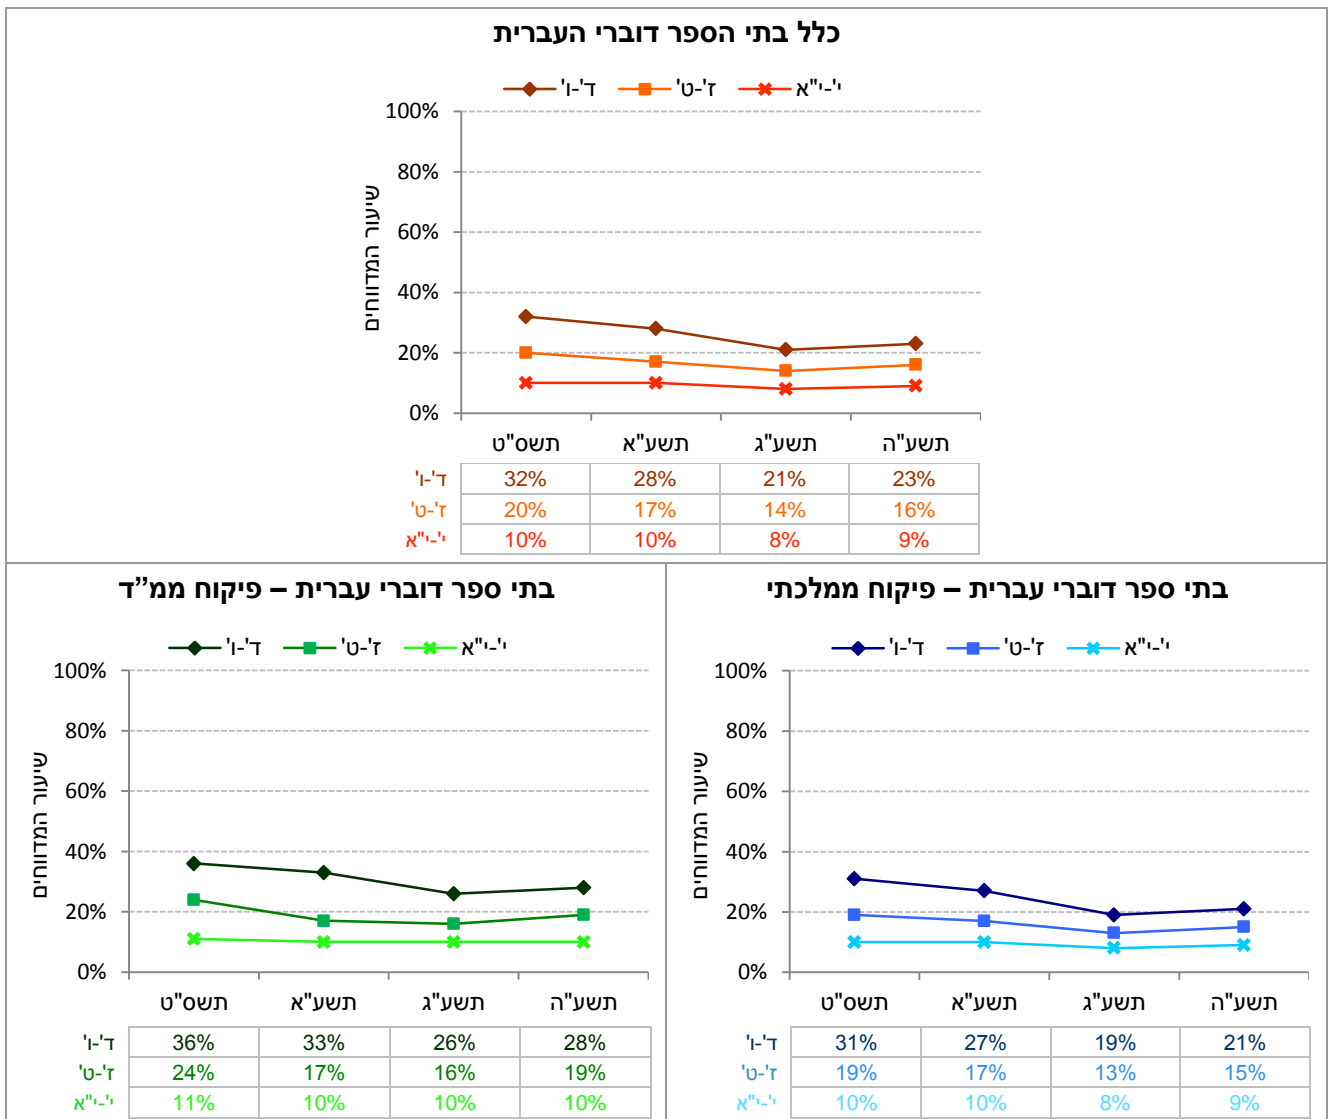 כלל בתי הספר דוברי העברית
ד'-ו' ז'-ט' י'-י"א
שיעור המדווחים
100%
80%
60%
40%
20%
0%
תשס"ט תשע"א תשע"ג תשע"ה
ד'-ו' 32% 28% 21% 23%
ז'-ט' 20% 17% 14% 16%
י'-י"א 10% 10% 8% 9%
בתי ספר דוברי עברית – פיקוח ממלכתי
ד'-ו' ז'-ט' י'-י"א
שיעור המדווחים
100%
80%
60%
40%
20%
0%
תשס"ט תשע"א תשע"ג תשע"ה
ד'-ו' 31% 27% 19% 21%
ז'-ט' 19% 17% 13% 15%
י'-י"א 10% 10% 8% 9%
בתי ספר דוברי עברית – פיקוח ממ”ד
ד'-ו' ז'-ט' י'-י"א
שיעור המדווחים
100%
80%
60%
40%
20%
0%
תשס"ט תשע"א תשע"ג תשע"ה
ד'-ו' 36% 33% 26% 28%
ז'-ט' 24% 17% 16% 19%
י'-י"א 11% 10% 10% 10%